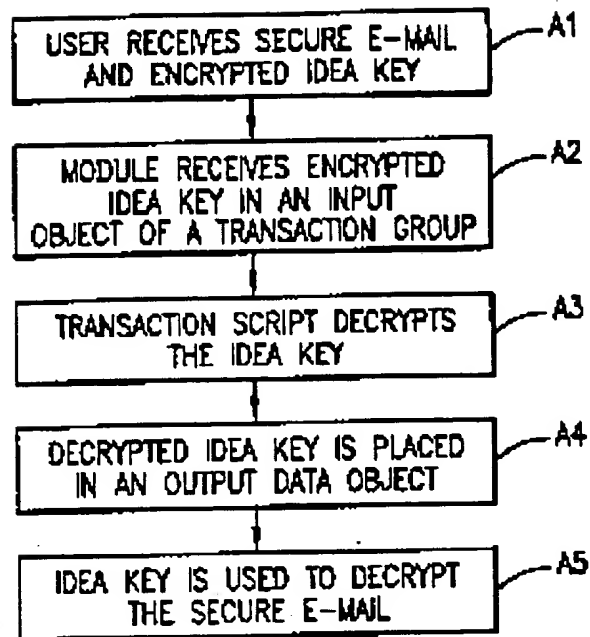 USER RECEIVES SECURE E-MAIL
AND ENCRYPTED IDEA KEY
A1
MODULE RECEIVES ENCRYPTED
IDEA KEY IN AN INPUT
OBJECT OF A TRANSACTION GROUP
A2
TRANSACTION SCRIPT DECRYPTS
THE IDEA KEY
A3
DECRYPTED IDEA KEY IS PLACED
IN AN OUTPUT DATA OBJECT
A4
IDEA KEY IS USED TO DECRYPT
THE SECURE E-MAIL
A5